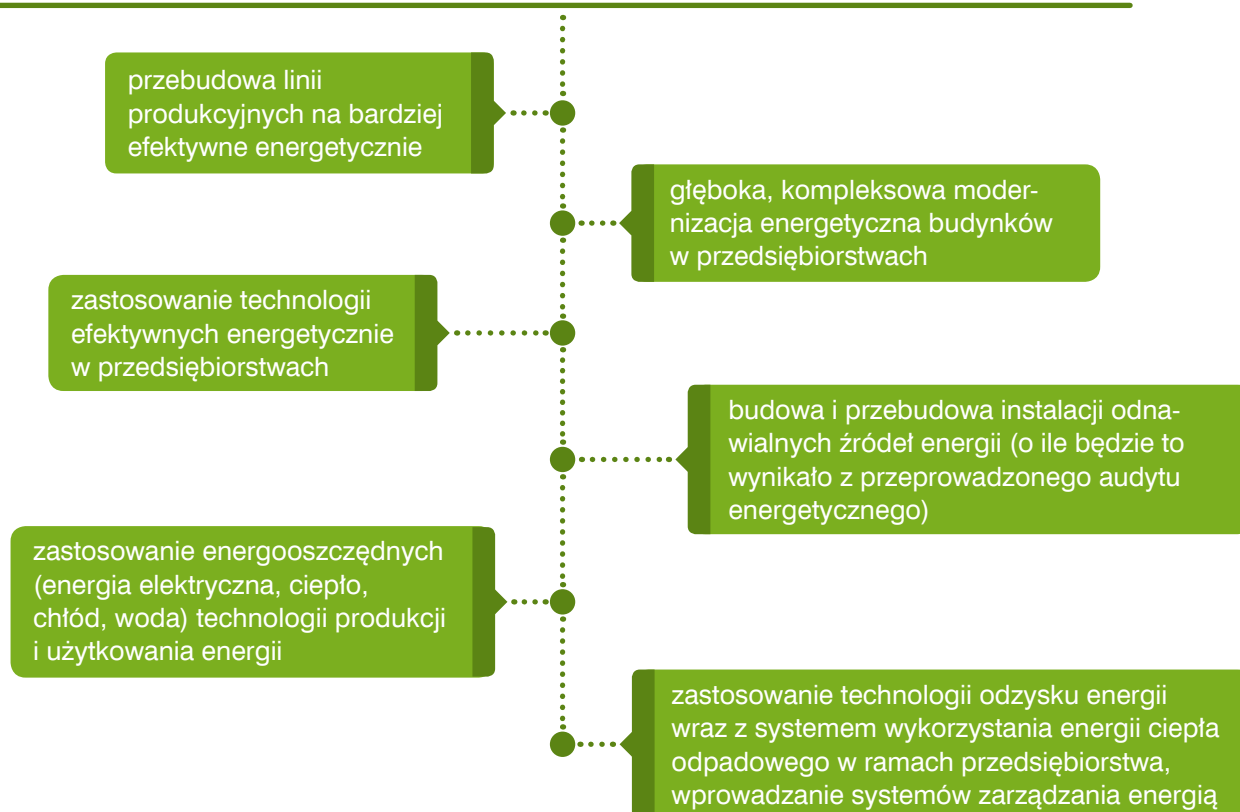 przebudowa linii
produkcyjnych na bardziej
efektywne energetycznie
głęboka, kompleksowa moder-
nizacja energetyczna budynków
w przedsiębiorstwach
zastosowanie technologii
efektywnych energetycznie
w przedsiębiorstwach
budowa i przebudowa instalacji odna-
wialnych źródeł energii (o ile będzie to
wynikało z przeprowadzonego audytu
energetycznego)
zastosowanie energooszczędnych
(energia elektryczna, ciepło,
chłód, woda) technologii produkcji
i użytkowania energii
zastosowanie technologii odzysku energii
wraz z systemem wykorzystania energii ciepła
odpadowego w ramach przedsiębiorstwa,
wprowadzanie systemów zarządzania energią